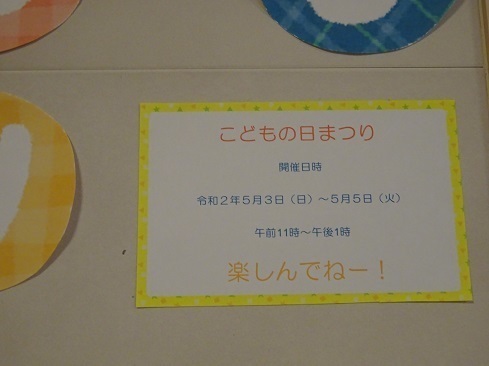 こどもの日まつり
開催日時
令和２年５月３日（日）～５月５日（火）
午前11時～午後1時
楽しんでねー！